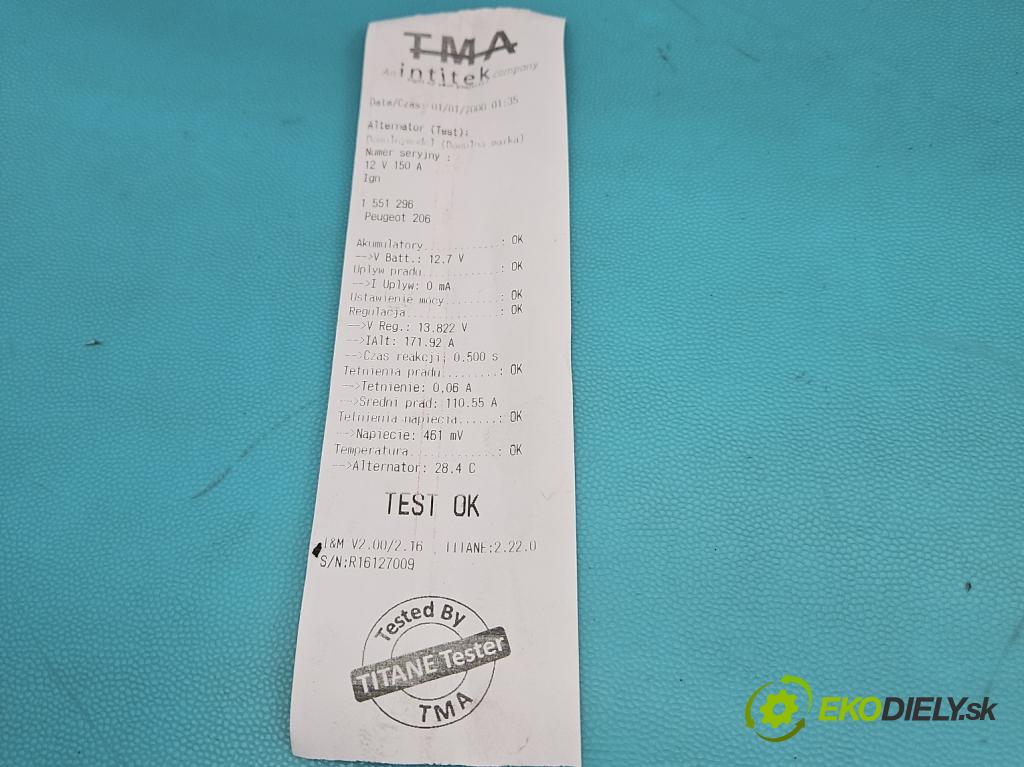 TMA
An intitek company
Date/Czas: 01/01/2000 01:35
Alternator (Test):
(Dowolna marka)
Numer seryjny :
12 V 150 A
Ign
1 551 296
Peugeot 206
Akumulatory..........: OK
-->V Batt.: 12.7 V
Uplyw pradu..........: OK
-->I Uplyw: 0 mA
Ustawienie mocy.......: OK
Regulacja............: OK
-->V Reg.: 13.822 V
-->IAlt: 171.92 A
-->Czas reakcji: 0.500 s
Tetnienia pradu.......: OK
-->Tetnienie: 0,06 A
-->Sredni prad: 110.55 A
Tetnienia napiecia.....: OK
-->Napiecie: 461 mV
Temperatura...........: OK
-->Alternator: 28.4 C
TEST OK
I&M V2.00/2.16 TITANE:2.22.0
S/N:R16127009
Tested By
TITANE Tester
TMA
EKODIELY.sk